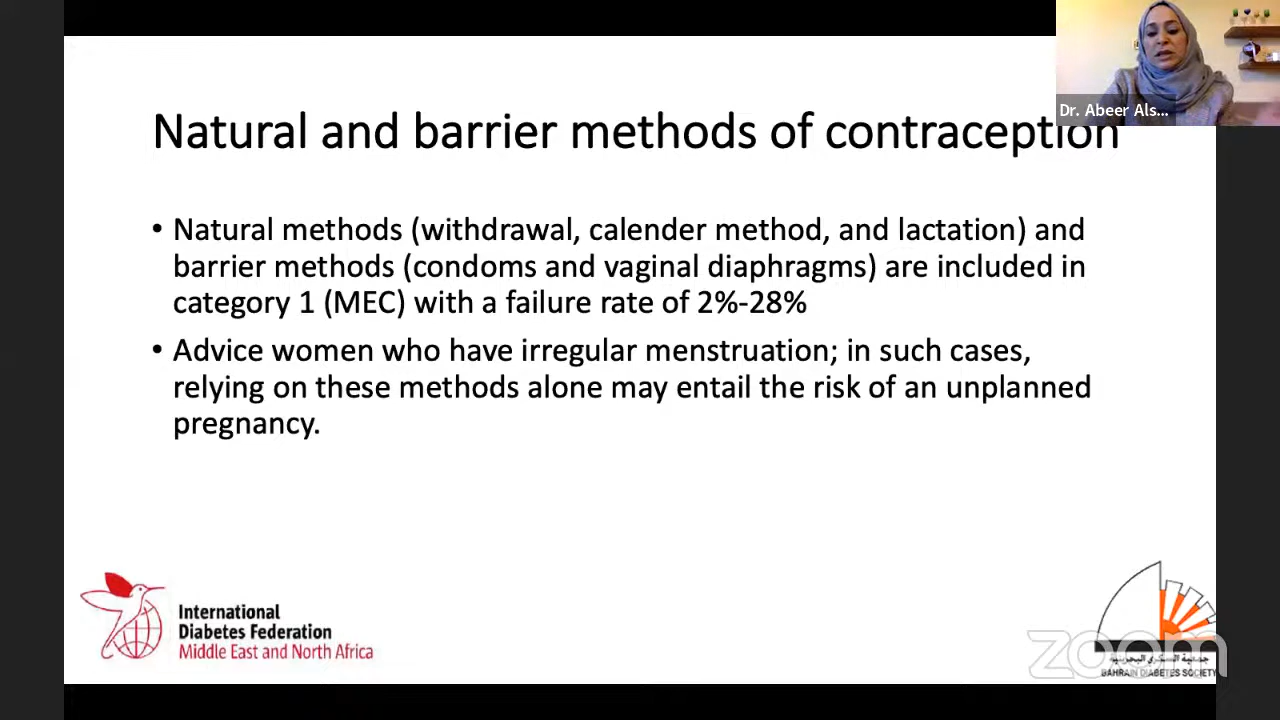 Dr. Abeer Als...
Natural and barrier methods of contraception
• Natural methods (withdrawal, calender method, and lactation) and
barrier methods (condoms and vaginal diaphragms) are included in
category 1 (MEC) with a failure rate of 2%-28%
• Advice women who have irregular menstruation; in such cases,
relying on these methods alone may entail the risk of an unplanned
pregnancy.
International
Diabetes Federation
Middle East and North Africa
zoom
جمعية السكري البحرينية
BAHRAIN DIABETES SOCIETY